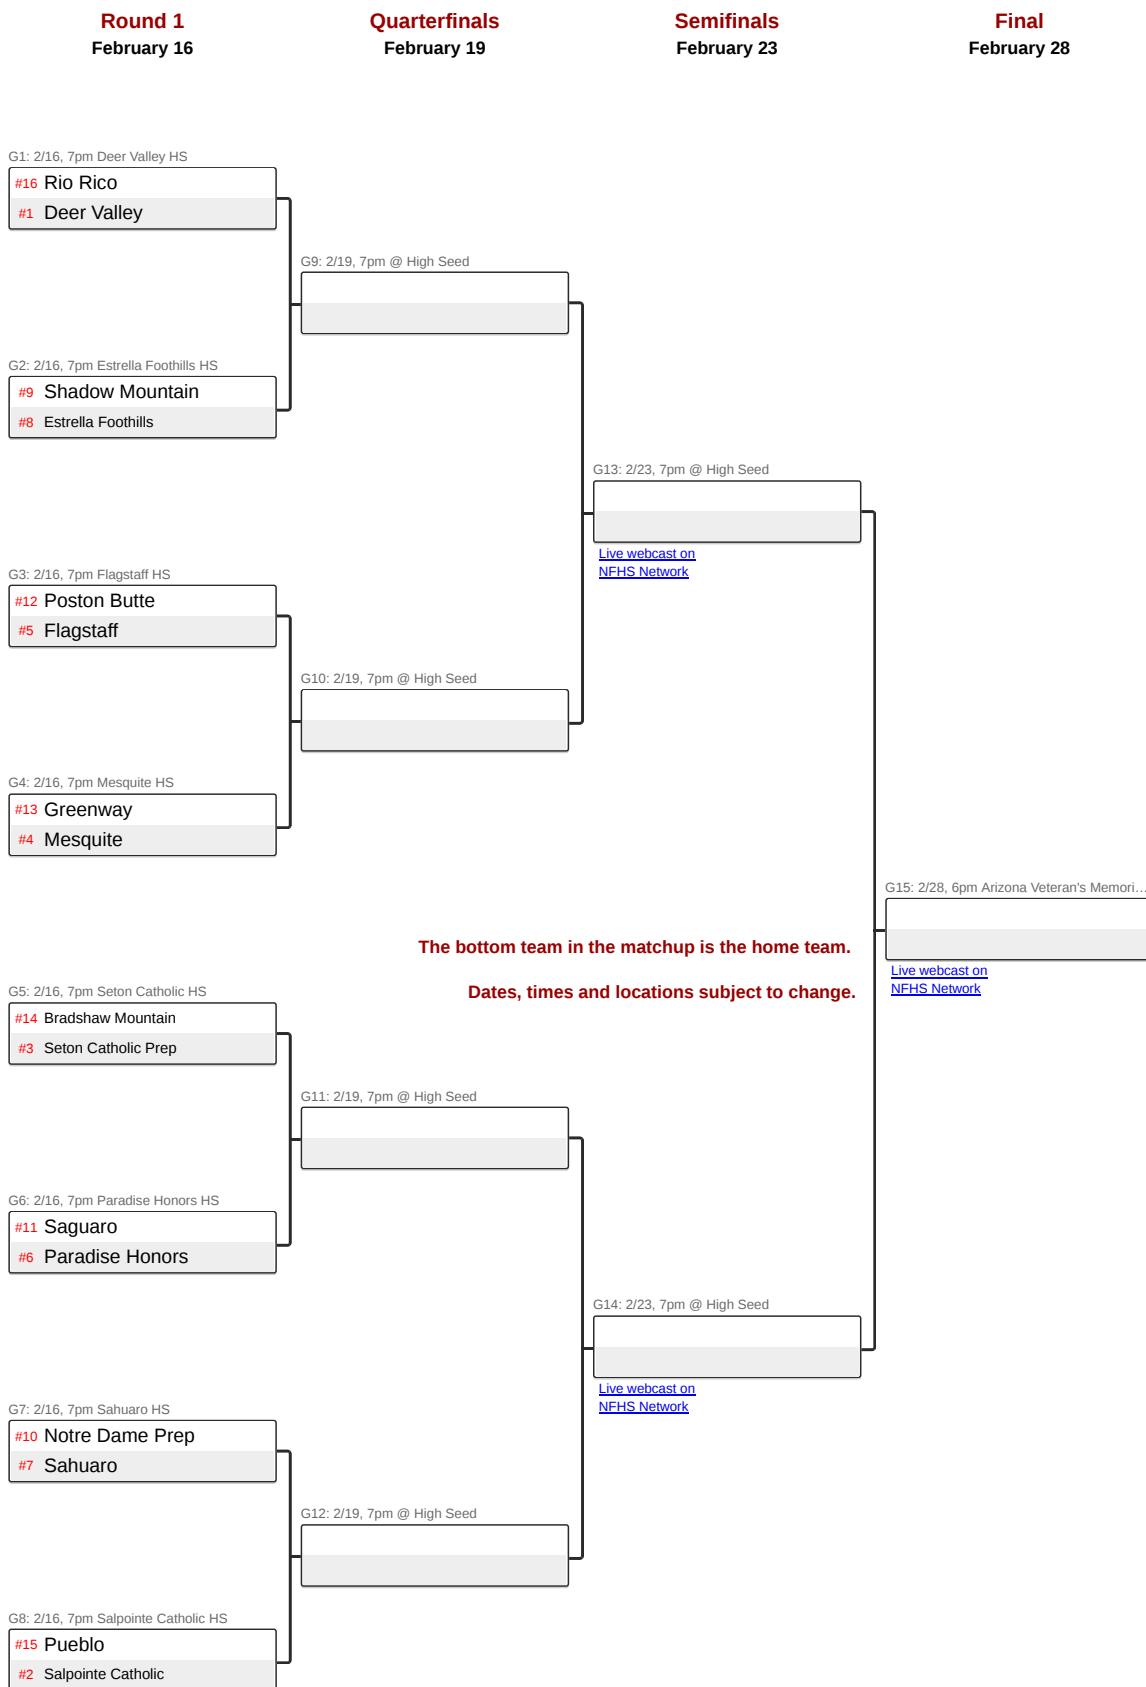 Round 1
February 16
Quarterfinals
February 19
Semifinals
February 23
Final
February 28
G1: 2/16, 7pm Deer Valley HS
#16 Rio Rico
#1 Deer Valley
G9: 2/19, 7pm @ High Seed
G2: 2/16, 7pm Estrella Foothills HS
#9 Shadow Mountain
#8 Estrella Foothills
G13: 2/23, 7pm @ High Seed
Live webcast on
NFHS Network
G3: 2/16, 7pm Flagstaff HS
#12 Poston Butte
#5 Flagstaff
G10: 2/19, 7pm @ High Seed
G4: 2/16, 7pm Mesquite HS
#13 Greenway
#4 Mesquite
G15: 2/28, 6pm Arizona Veteran's Memori...
Live webcast on
NFHS Network
The bottom team in the matchup is the home team.
Dates, times and locations subject to change.
G5: 2/16, 7pm Seton Catholic HS
#14 Bradshaw Mountain
#3 Seton Catholic Prep
G11: 2/19, 7pm @ High Seed
G6: 2/16, 7pm Paradise Honors HS
#11 Saguaro
#6 Paradise Honors
G14: 2/23, 7pm @ High Seed
Live webcast on
NFHS Network
G7: 2/16, 7pm Sahuaro HS
#10 Notre Dame Prep
#7 Sahuaro
G12: 2/19, 7pm @ High Seed
G8: 2/16, 7pm Salpointe Catholic HS
#15 Pueblo
#2 Salpointe Catholic